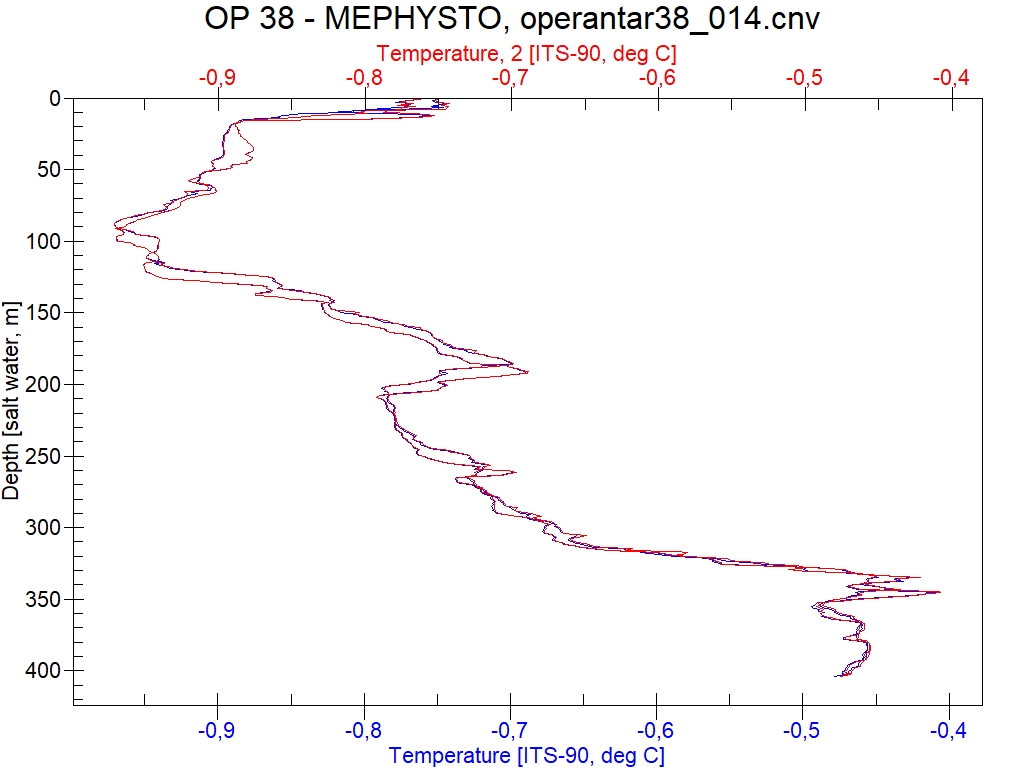 OP 38 - MEPHYSTO, operantar38_014.cnv
Temperature, 2 [ITS-90, deg C]
-0,9 -0,8 -0,7 -0,6 -0,5 -0,4
0
50
100
150
200
250
300
350
400
Depth [salt water, m]
-0,9 -0,8 -0,7 -0,6 -0,5 -0,4
Temperature [ITS-90, deg C]